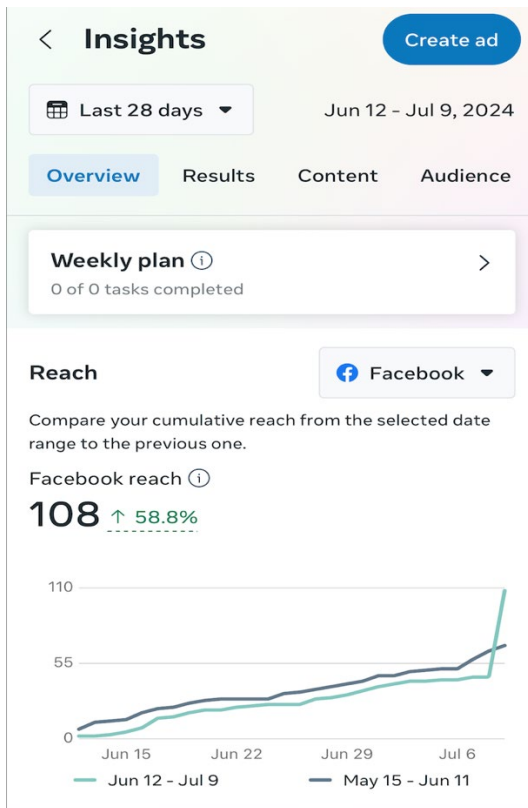 Insights
Create ad
Last 28 days
Jun 12 - Jul 9, 2024
Overview Results Content Audience
Weekly plan
0 of 0 tasks completed
Reach
Facebook
Compare your cumulative reach from the selected date
range to the previous one.
Facebook reach
108 ↑ 58.8%
110
55
0
Jun 15 Jun 22 Jun 29 Jul 6
Jun 12 - Jul 9 May 15 - Jun 11